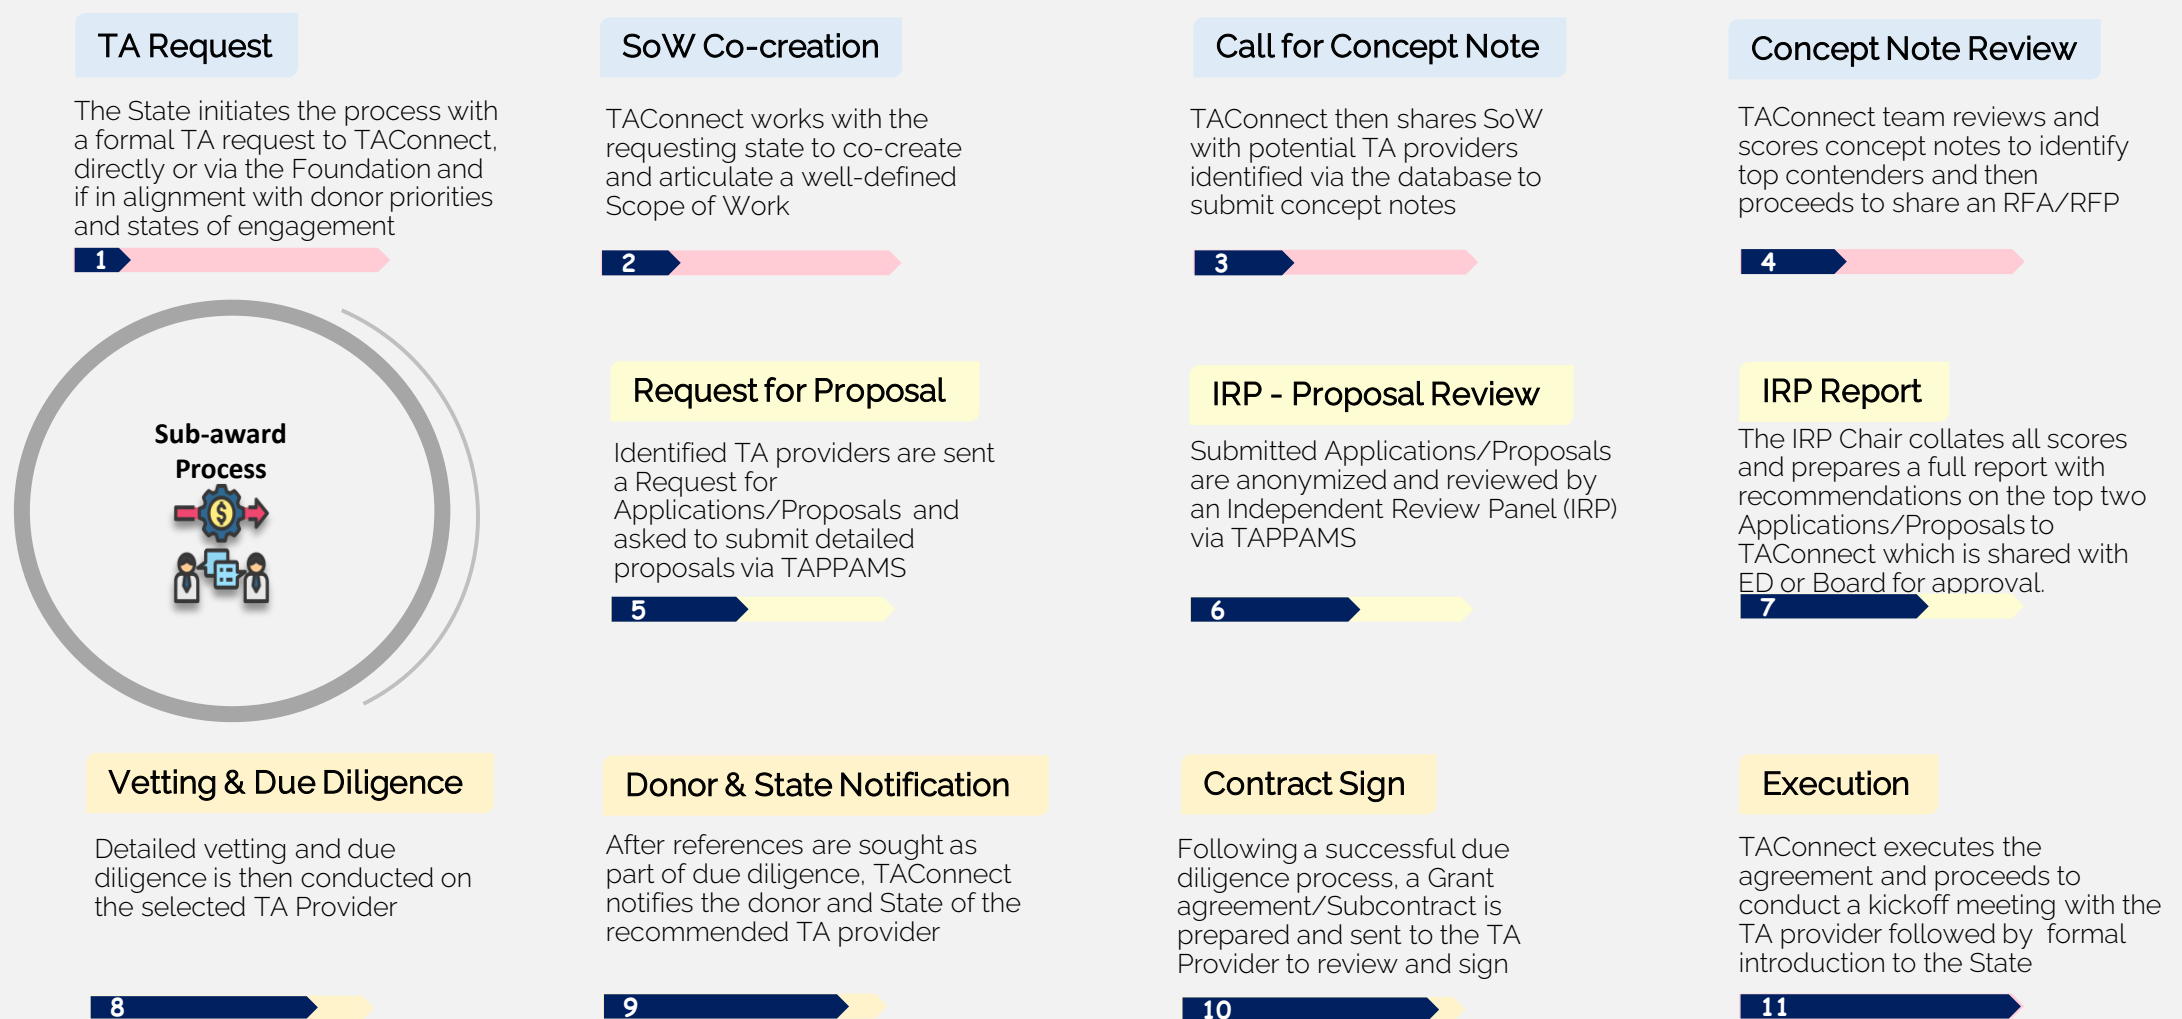 TA Request
The State initiates the process with
a formal TA request to TAConnect,
directly or via the Foundation and
if in alignment with donor priorities
and states of engagement
1
SoW Co-creation
TAConnect works with the
requesting state to co-create
and articulate a well-defined
Scope of Work
2
Call for Concept Note
TAConnect then shares SoW
with potential TA providers
identified via the database to
submit concept notes
3
Concept Note Review
TAConnect team reviews and
scores concept notes to identify
top contenders and then
proceeds to share an RFA/RFP
4
Sub-award
Process
$
Request for Proposal
Identified TA providers are sent
a Request for
Applications/Proposals and
asked to submit detailed
proposals via TAPPAMS
5
IRP - Proposal Review
Submitted Applications/Proposals
are anonymized and reviewed by
an Independent Review Panel (IRP)
via TAPPAMS
6
IRP Report
The IRP Chair collates all scores
and prepares a full report with
recommendations on the top two
Applications/Proposals to
TAConnect which is shared with
ED or Board for approval.
7
Vetting & Due Diligence
Detailed vetting and due
diligence is then conducted on
the selected TA Provider
8
Donor & State Notification
After references are sought as
part of due diligence, TAConnect
notifies the donor and State of the
recommended TA provider
9
Contract Sign
Following a successful due
diligence process, a Grant
agreement/Subcontract is
prepared and sent to the TA
Provider to review and sign
10
Execution
TAConnect executes the
agreement and proceeds to
conduct a kickoff meeting with the
TA provider followed by formal
introduction to the State
11